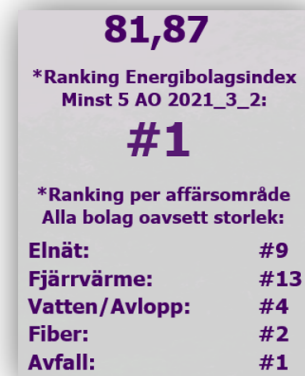 81,87
*Ranking Energibolagsindex
Minst 5 AO 2021_3_2:
#1
*Ranking per affärsområde
Alla bolag oavsett storlek:
Elnät: #9
Fjärrvärme: #13
Vatten/Avlopp: #4
Fiber: #2
Avfall: #1